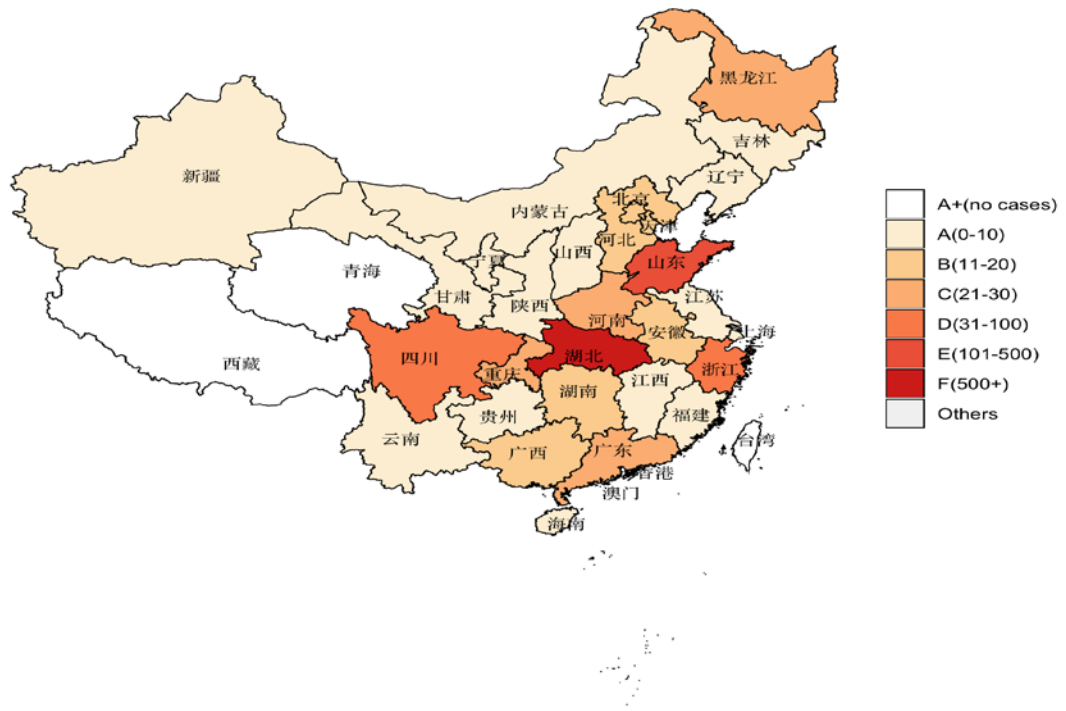 黑龙江
吉林
辽宁
新疆
内蒙古
北京
天津
河北
山西
宁夏
山东
青海
甘肃
陕西
江苏
河南
安徽
上海
西藏
四川
重庆
湖北
浙江
湖南
江西
贵州
福建
云南
广西
广东
台湾
香港
澳门
海南
A+(no cases)
A(0-10)
B(11-20)
C(21-30)
D(31-100)
E(101-500)
F(500+)
Others